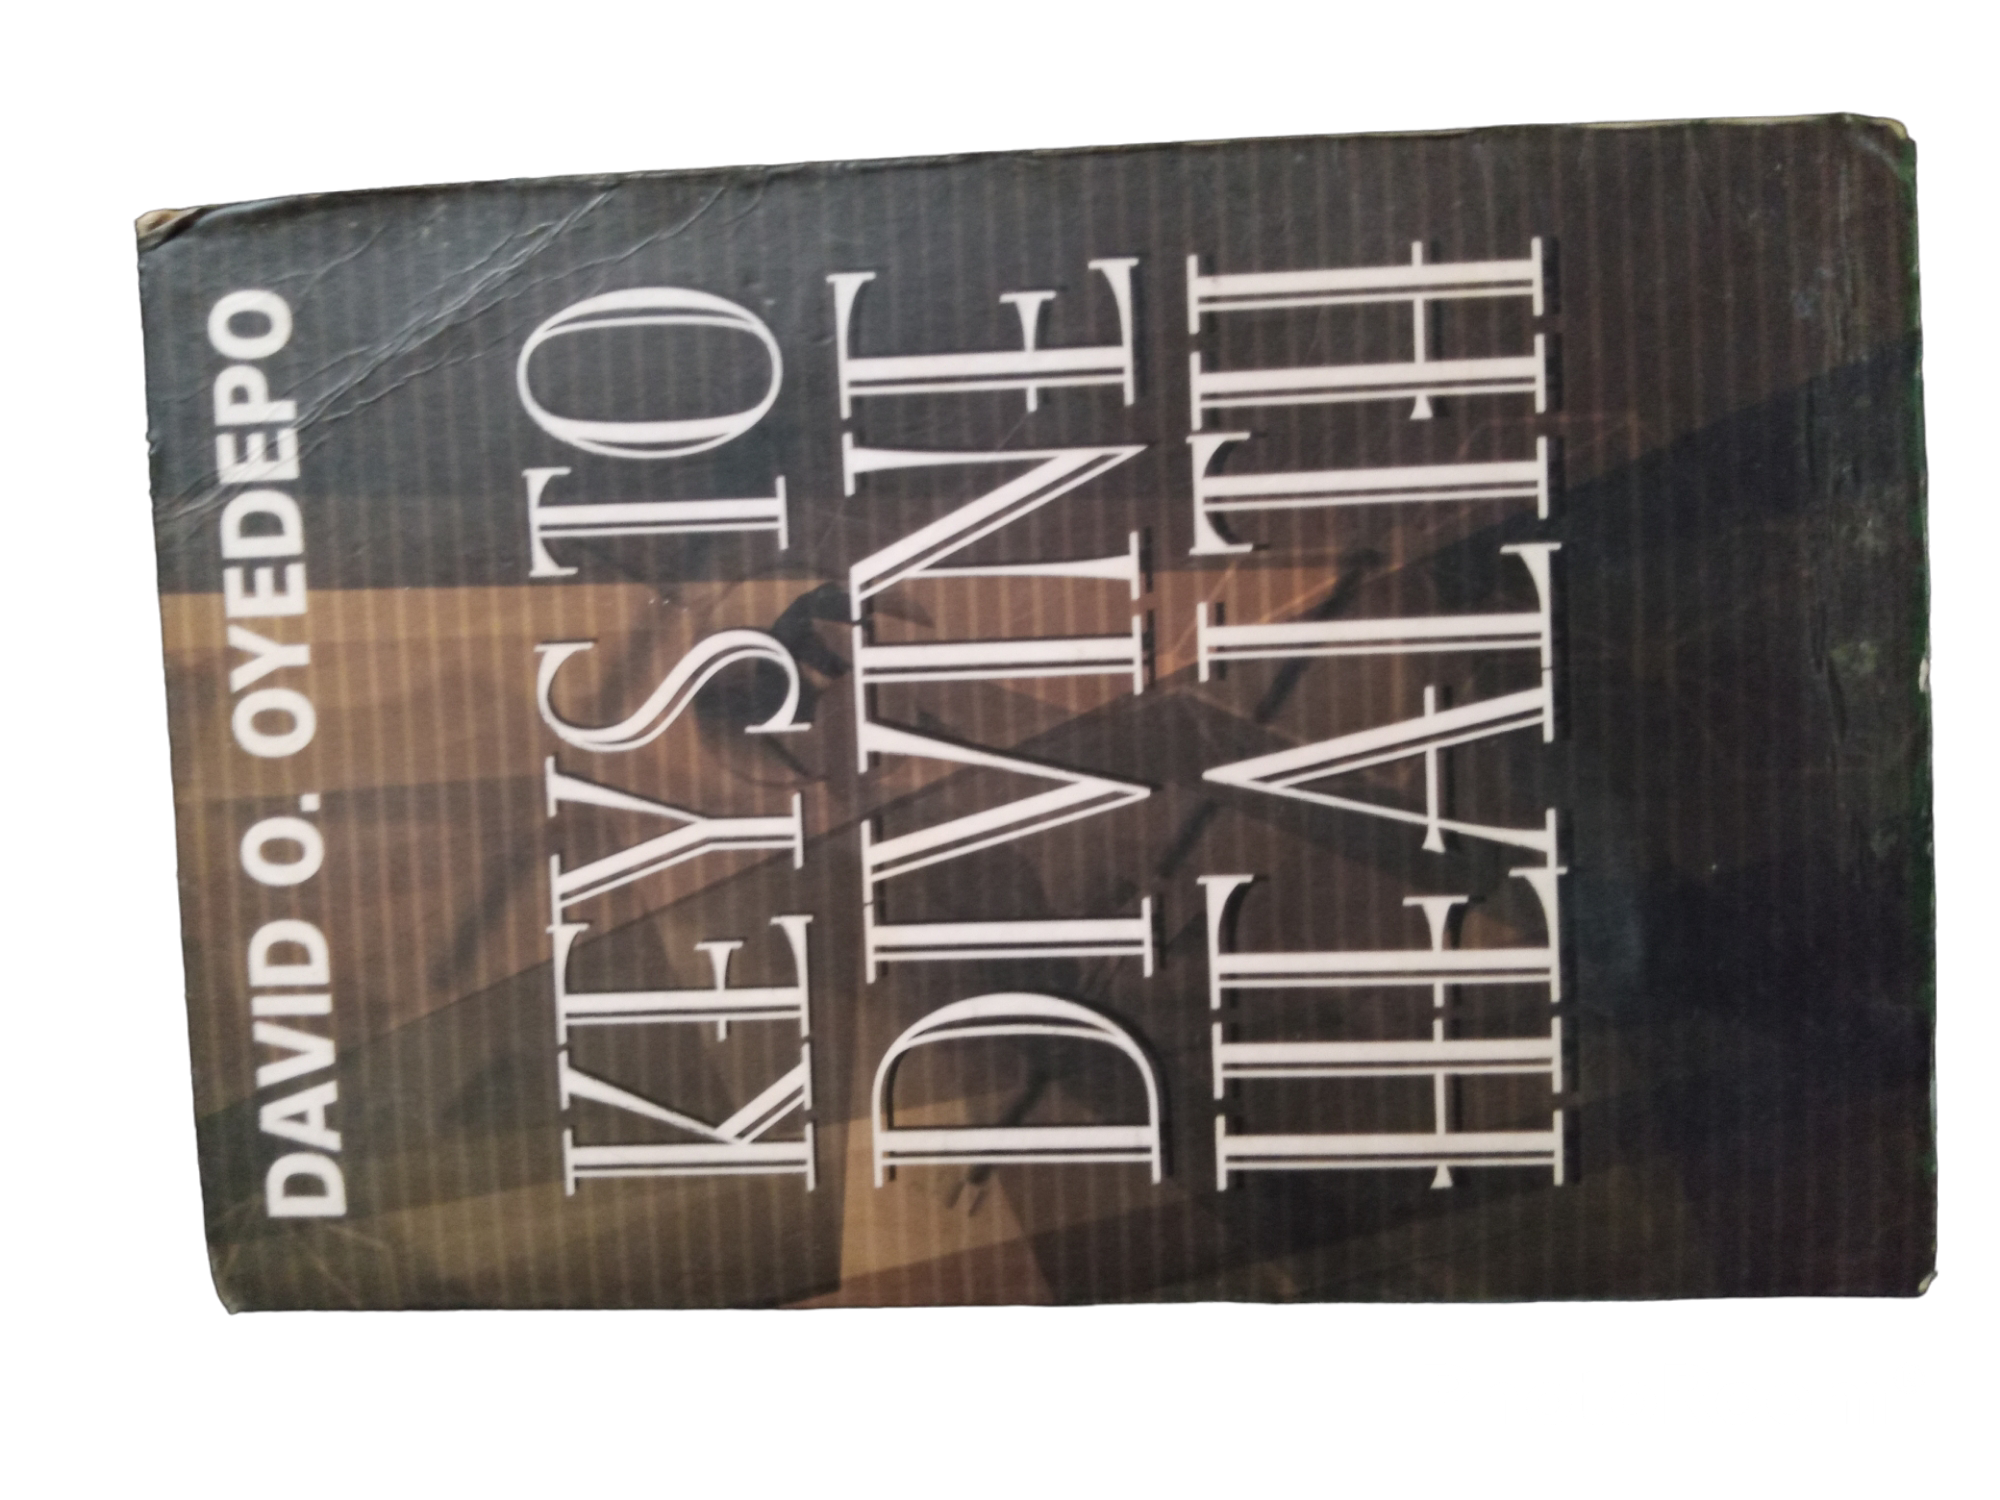 DAVID O. OYEDEPO
KEYS TO
DIVINE
HEALTH